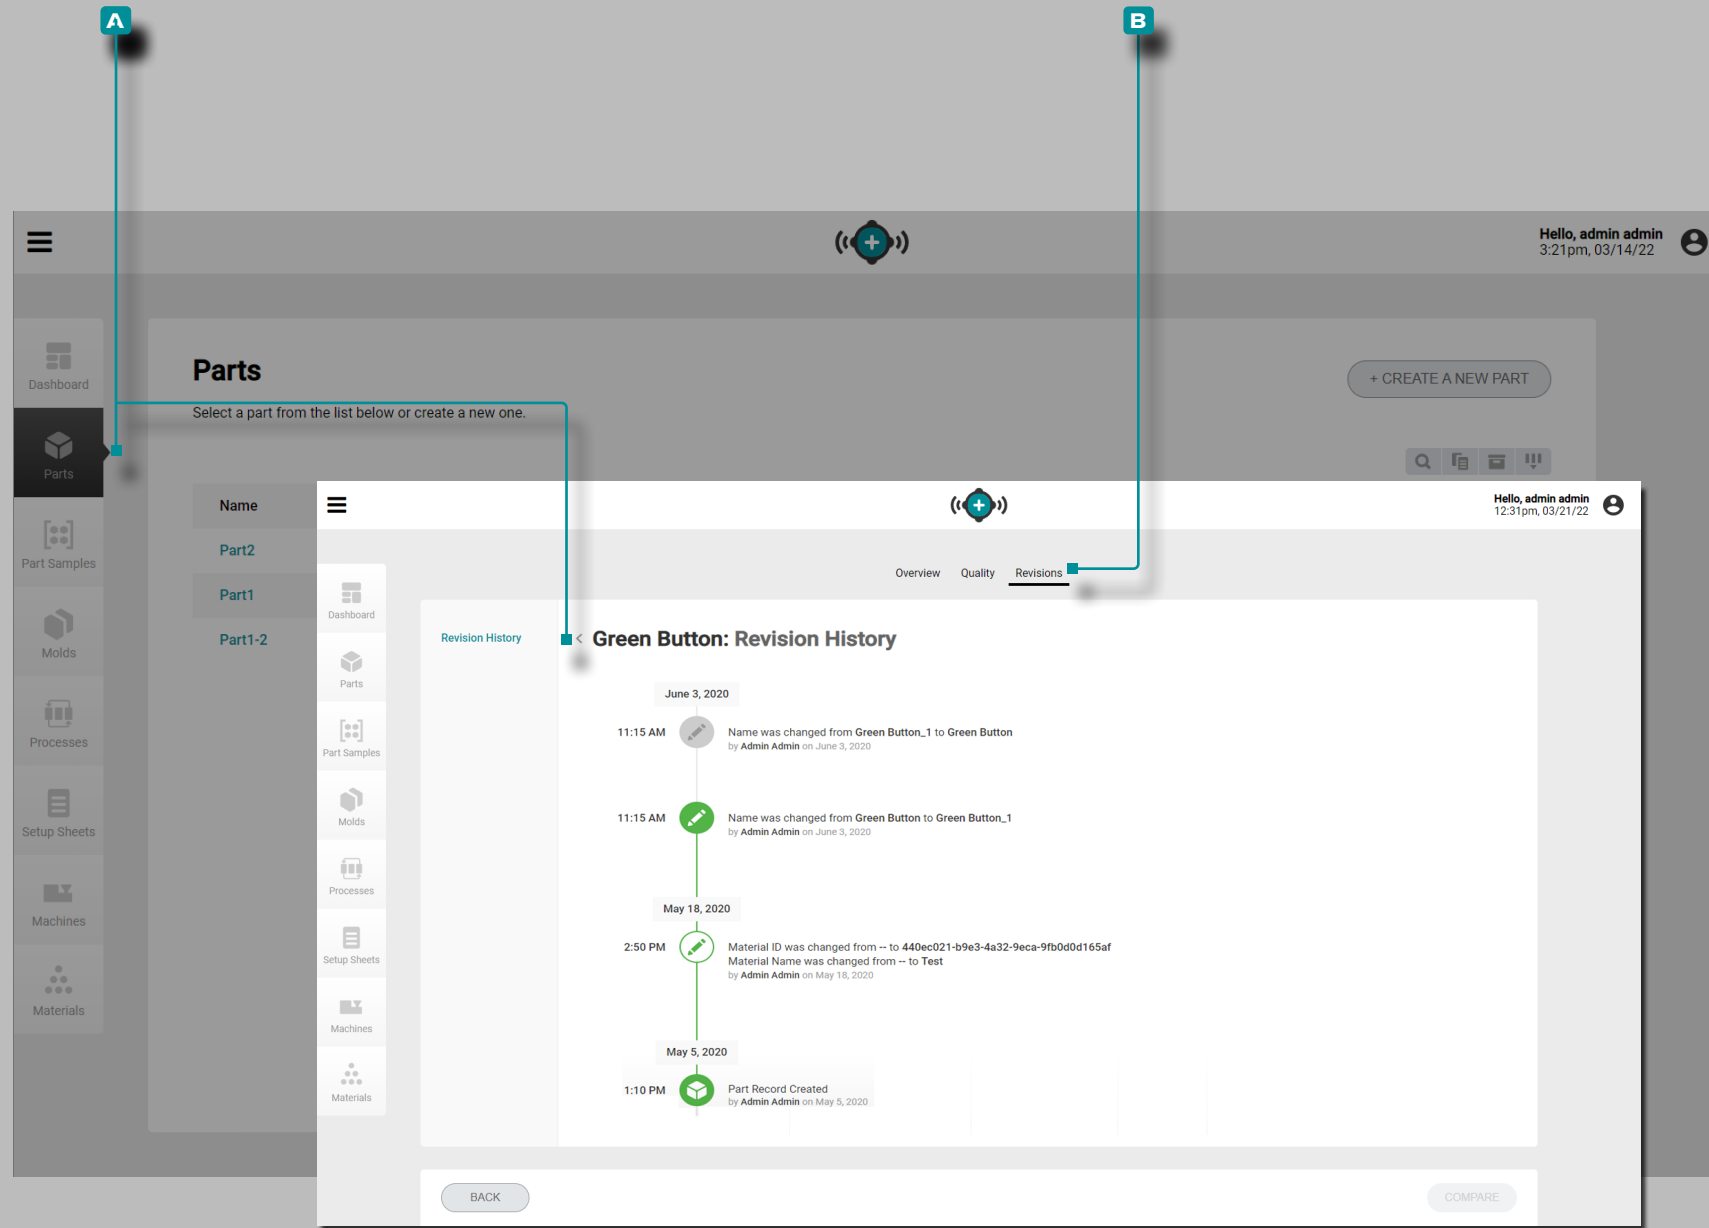 A
B
Hello, admin admin
3:21pm, 03/14/22
Dashboard
Parts
Part Samples
Molds
Processes
Setup Sheets
Machines
Materials
Parts
+ CREATE A NEW PART
Select a part from the list below or create a new one.
Name
Part2
Part1
Part1-2
Hello, admin admin
12:31pm, 03/21/22
Overview Quality Revisions
Dashboard
Parts
Part Samples
Molds
Processes
Setup Sheets
Machines
Materials
Revision History
< Green Button: Revision History
June 3, 2020
11:15 AM
Name was changed from Green Button_1 to Green Button
by Admin Admin on June 3, 2020
11:15 AM
Name was changed from Green Button to Green Button_1
by Admin Admin on June 3, 2020
May 18, 2020
2:50 PM
Material ID was changed from -- to 440ec021-b9e3-4a32-9eca-9fb0d0d165af
Material Name was changed from -- to Test
by Admin Admin on May 18, 2020
May 5, 2020
1:10 PM
Part Record Created
by Admin Admin on May 5, 2020
BACK
COMPARE